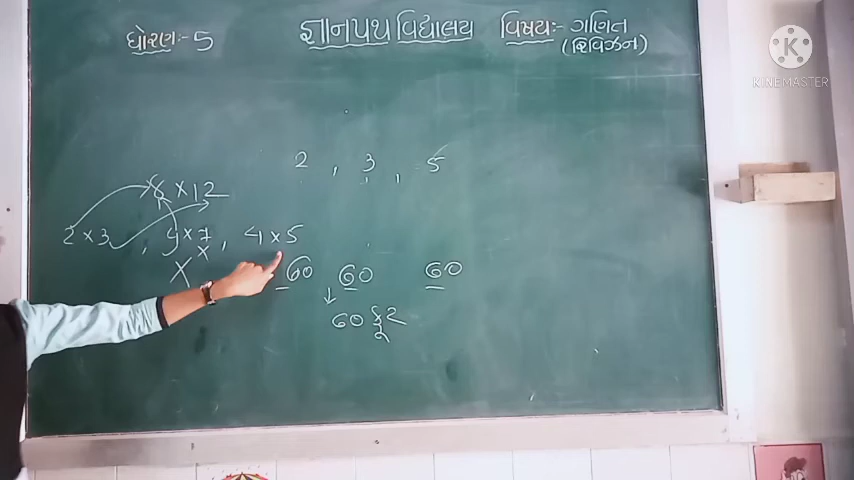 ધોરણ:- 5 જ્ઞાનપથ વિદ્યાલય વિષય:- ગણિત
(રિવિઝન)
K
KINEMASTER
2 , 3 , 5
8 x 12
2 x 3 , 5 x 7 , 4 x 5
X X
60 60 60
↓
60 ફૂટ